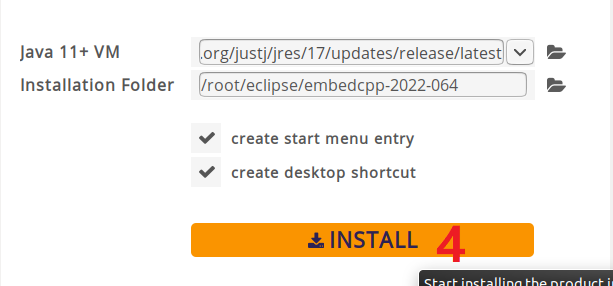 Java 11+ VM .org/justj/jres/17/updates/release/latest
Installation Folder /root/eclipse/embedcpp-2022-064
create start menu entry
create desktop shortcut
INSTALL 4
Start installing the product